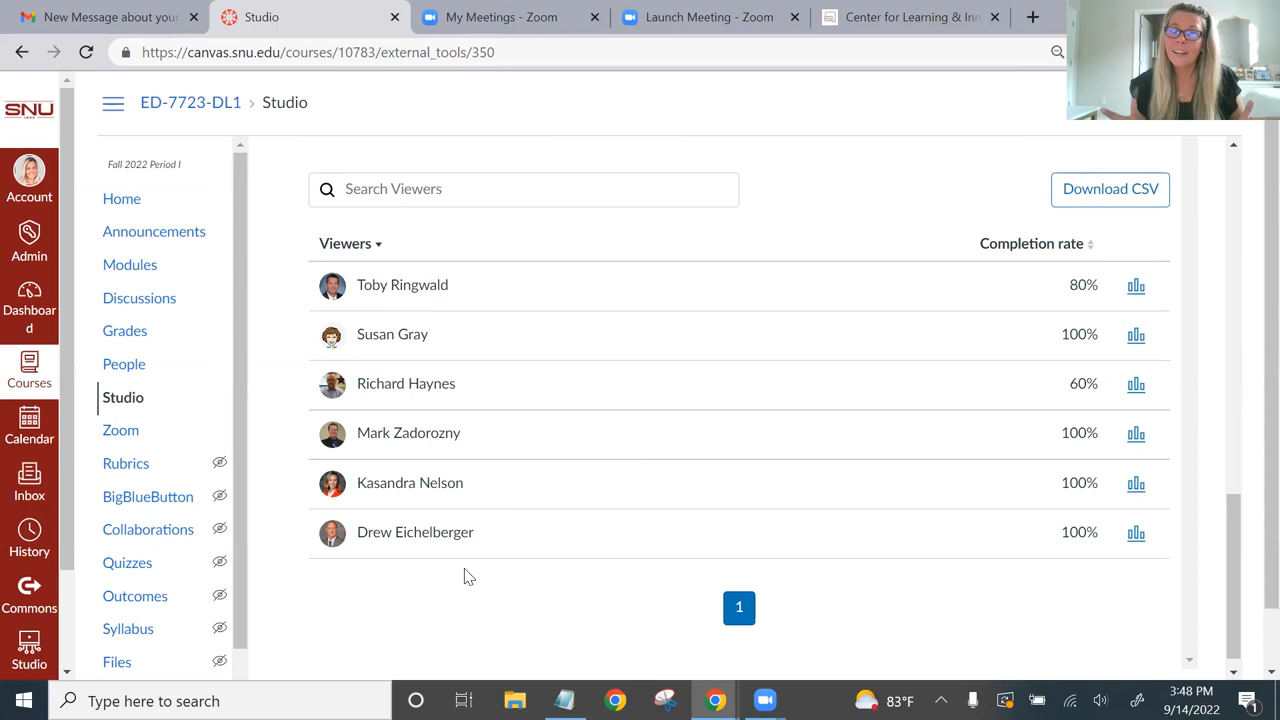 New Message about your
Studio
My Meetings - Zoom
Launch Meeting - Zoom
Center for Learning & Inn
https://canvas.snu.edu/courses/10783/external_tools/350
SNU
Account
Admin
Dashboar
d
Courses
Calendar
Inbox
History
Commons
Studio
ED-7723-DL1 › Studio
Fall 2022 Period I
Home
Announcements
Modules
Discussions
Grades
People
Studio
Zoom
Rubrics
BigBlueButton
Collaborations
Quizzes
Outcomes
Syllabus
Files
Search Viewers
Download CSV
Viewers Completion rate
Toby Ringwald 80%
Susan Gray 100%
Richard Haynes 60%
Mark Zadorozny 100%
Kasandra Nelson 100%
Drew Eichelberger 100%
1
Type here to search
83°F
3:48 PM
9/14/2022
1